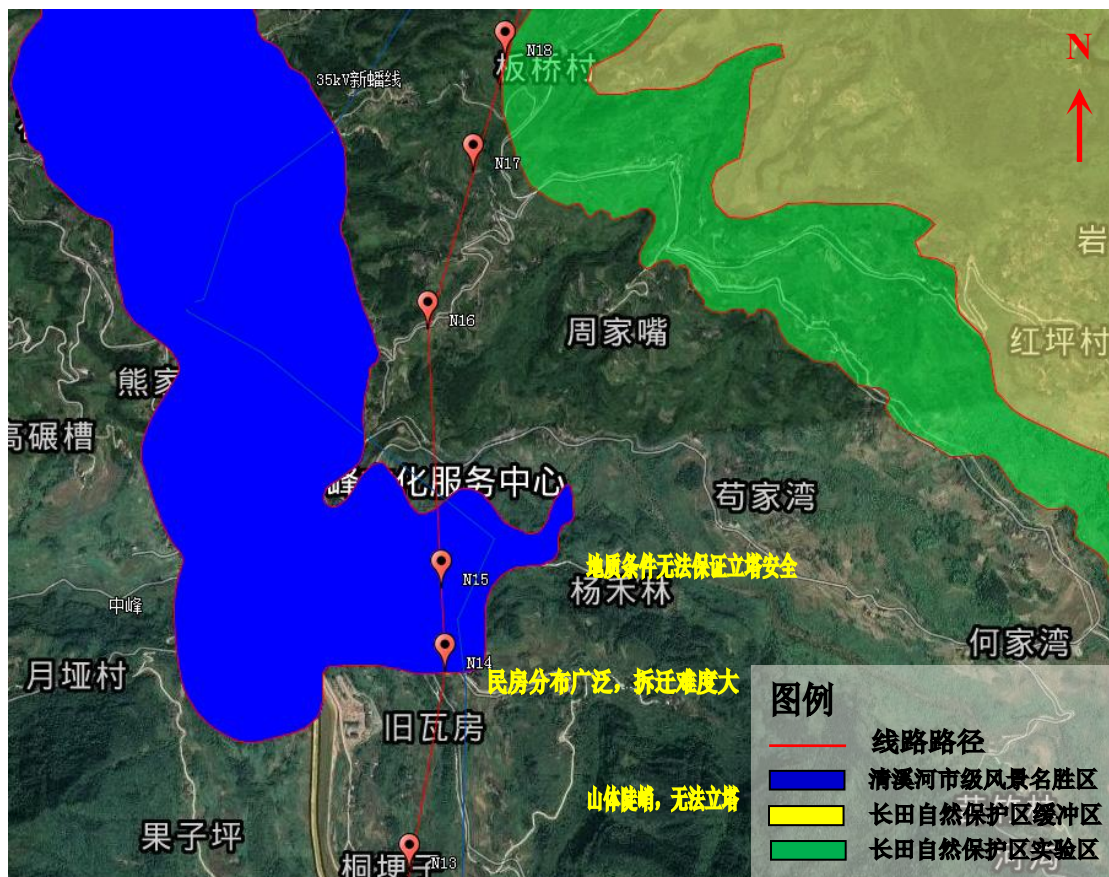 N18
板桥村
N
35kV新蟠线
N17
岩
N16
周家嘴
红坪村
熊家
高碾槽
峰
化服务中心
苟家湾
地质条件无法保证立塔安全
N15
杨木林
中峰
何家湾
月垭村
N14
民房分布广泛，拆迁难度大
旧瓦房
山体陡峭，无法立塔
果子坪
桐埂子
N13
图例
线路路径
清溪河市级风景名胜区
长田自然保护区缓冲区
长田自然保护区实验区